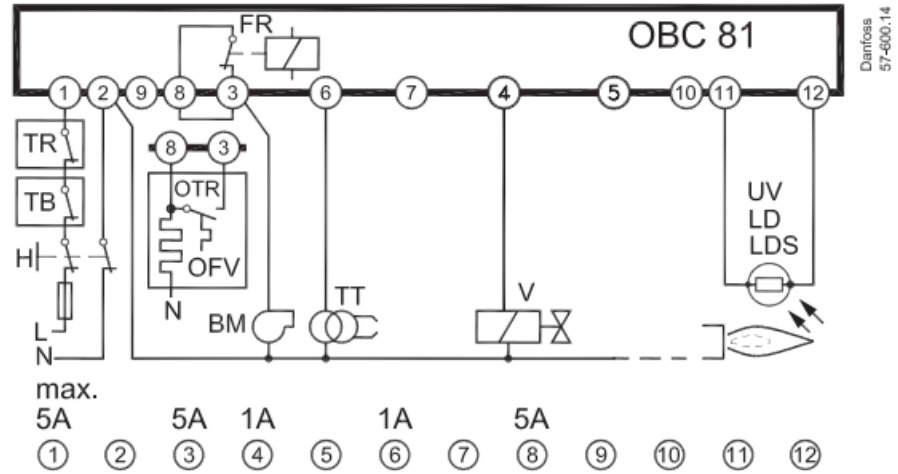 FR
OBC 81
Danfoss
57-600.14
1 2 9 8 3 6 7 4 5 10 11 12
TR
8 3
TB
OTR
UV
LD
LDS
H
OFV
N
TT
V
BM
L
N
max.
5A 5A 1A 1A 5A
1 2 3 4 5 6 7 8 9 10 11 12